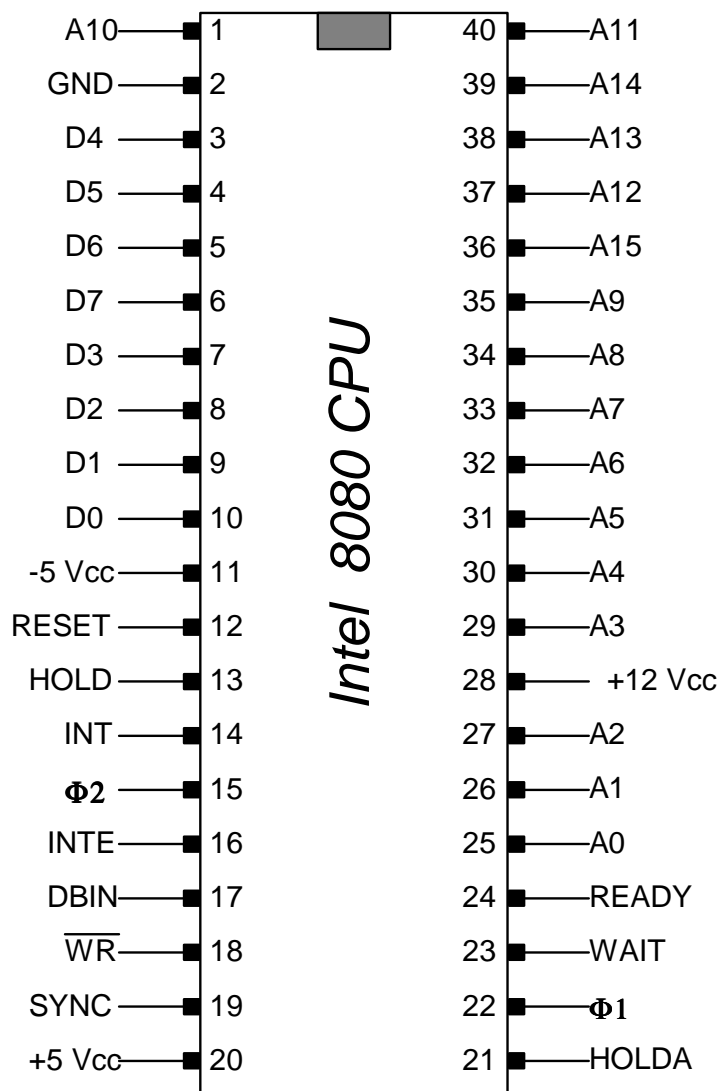 A10 1 40 A11
GND 2 39 A14
D4 3 38 A13
D5 4 37 A12
D6 5 36 A15
D7 6 35 A9
D3 7 34 A8
D2 8 33 A7
D1 9 32 A6
D0 10 31 A5
-5 Vcc 11 30 A4
RESET 12 29 A3
HOLD 13 28 +12 Vcc
INT 14 27 A2
Φ2 15 26 A1
INTE 16 25 A0
DBIN 17 24 READY
W̅R̅ 18 23 WAIT
SYNC 19 22 Φ1
+5 Vcc 20 21 HOLDA
Intel 8080 CPU